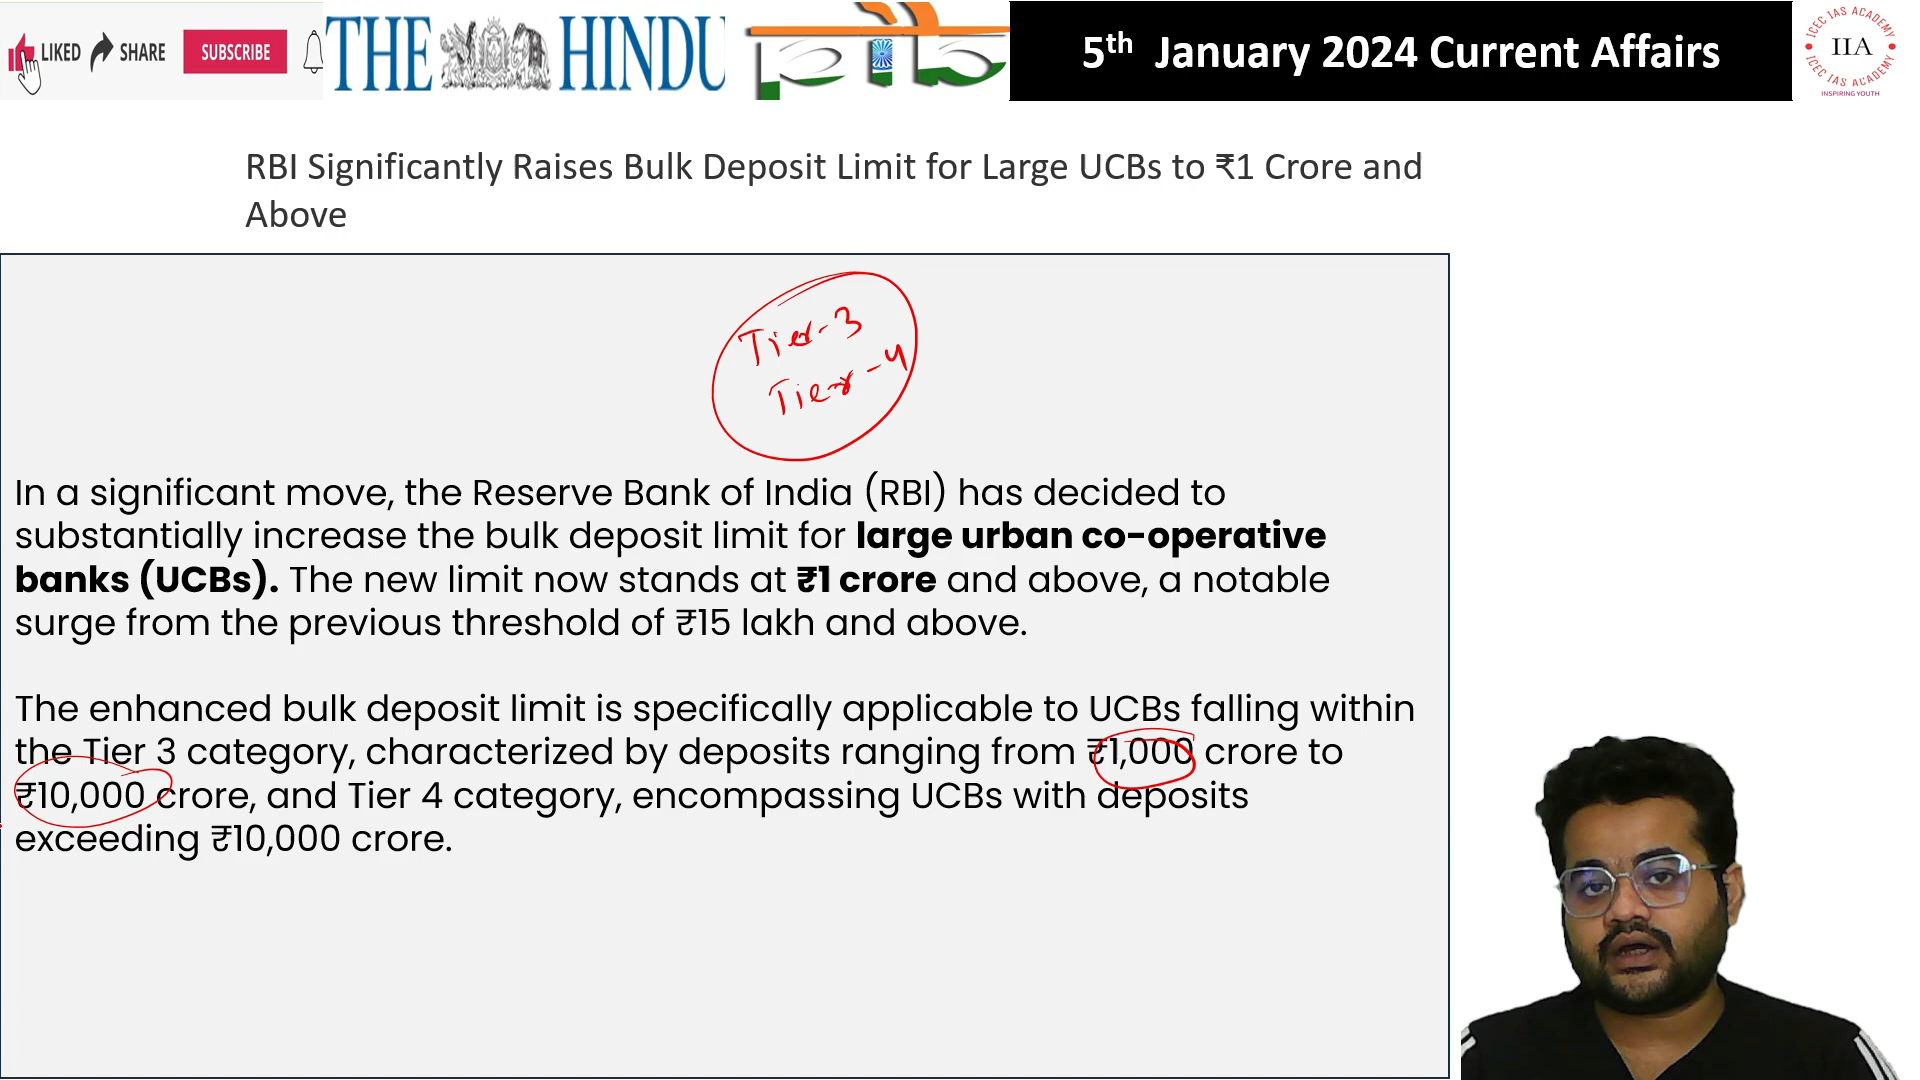 LIKED SHARE SUBSCRIBE THE HINDU pib 5th January 2024 Current Affairs
ICEC IAS ACADEMY
IIA
ICEC IAS ACADEMY
INSPIRING YOUTH
RBI Significantly Raises Bulk Deposit Limit for Large UCBs to ₹1 Crore and
Above
Tier-3
Tier-4
In a significant move, the Reserve Bank of India (RBI) has decided to
substantially increase the bulk deposit limit for large urban co-operative
banks (UCBs). The new limit now stands at ₹1 crore and above, a notable
surge from the previous threshold of ₹15 lakh and above.
The enhanced bulk deposit limit is specifically applicable to UCBs falling within
the Tier 3 category, characterized by deposits ranging from ₹1,000 crore to
₹10,000 crore, and Tier 4 category, encompassing UCBs with deposits
exceeding ₹10,000 crore.